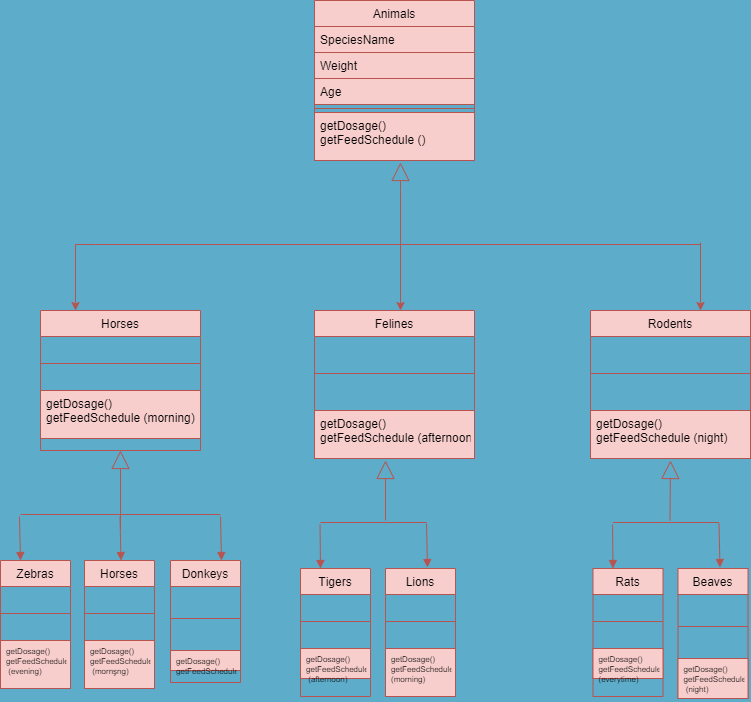 Animals
SpeciesName
Weight
Age
getDosage()
getFeedSchedule ()
Horses
getDosage()
getFeedSchedule (morning)
Felines
getDosage()
getFeedSchedule (afternoon
Rodents
getDosage()
getFeedSchedule (night)
Zebras
getDosage()
getFeedSchedule
(evening)
Horses
getDosage()
getFeedSchedule
(mornsng)
Donkeys
getDosage()
getFeedSchedule
Tigers
getDosage()
getFeedSchedule
(afternoon)
Lions
getDosage()
getFeedSchedule
(morning)
Rats
getDosage()
getFeedSchedule
(everytime)
Beaves
getDosage()
getFeedSchedule
(night)